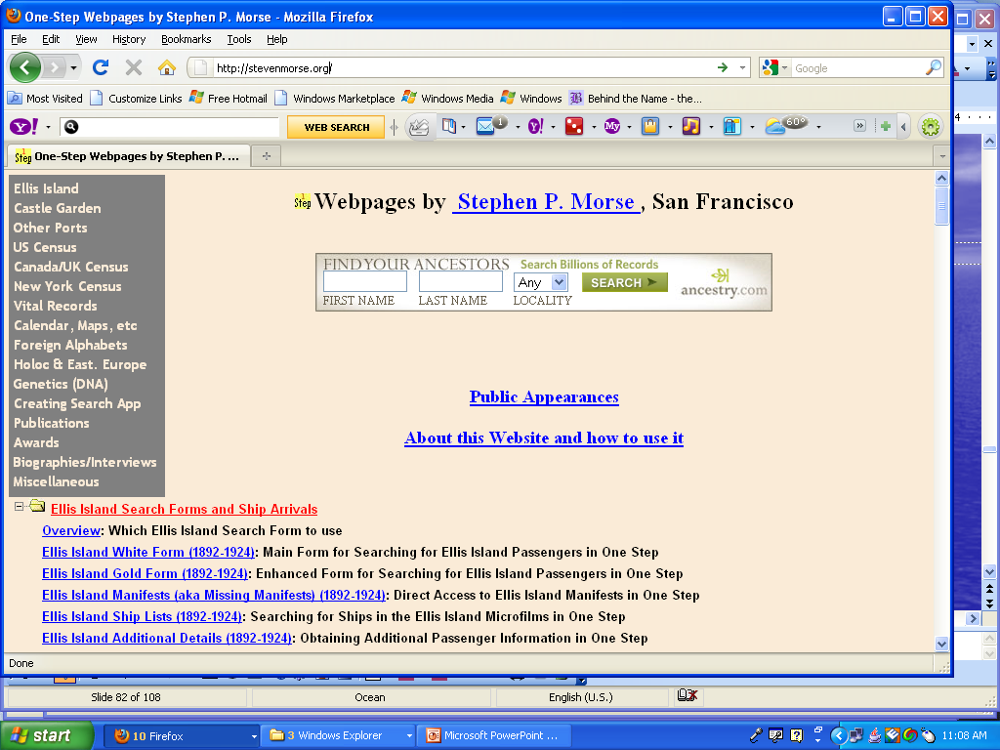 One-Step Webpages by Stephen P. Morse - Mozilla Firefox
File Edit View History Bookmarks Tools Help
http://stevenmorse.org/ Google
Most Visited Customize Links Free Hotmail Windows Marketplace Windows Media Windows Behind the Name - the...
Y! WEB SEARCH 1 Y! My 60°
1 Step One-Step Webpages by Stephen P. ...
Ellis Island
Castle Garden
Other Ports
US Census
Canada/UK Census
New York Census
Vital Records
Calendar, Maps, etc
Foreign Alphabets
Holoc & East. Europe
Genetics (DNA)
Creating Search App
Publications
Awards
Biographies/Interviews
Miscellaneous
1 Step Webpages by Stephen P. Morse , San Francisco
FIND YOUR ANCESTORS Search Billions of Records
Any SEARCH
FIRST NAME LAST NAME LOCALITY
ancestry.com
Public Appearances
About this Website and how to use it
Ellis Island Search Forms and Ship Arrivals
Overview: Which Ellis Island Search Form to use
Ellis Island White Form (1892-1924): Main Form for Searching for Ellis Island Passengers in One Step
Ellis Island Gold Form (1892-1924): Enhanced Form for Searching for Ellis Island Passengers in One Step
Ellis Island Manifests (aka Missing Manifests) (1892-1924): Direct Access to Ellis Island Manifests in One Step
Ellis Island Ship Lists (1892-1924): Searching for Ships in the Ellis Island Microfilms in One Step
Ellis Island Additional Details (1892-1924): Obtaining Additional Passenger Information in One Step
Done
Slide 82 of 108 Ocean English (U.S.)
start 10 Firefox 3 Windows Explorer Microsoft PowerPoint ... 11:08 AM